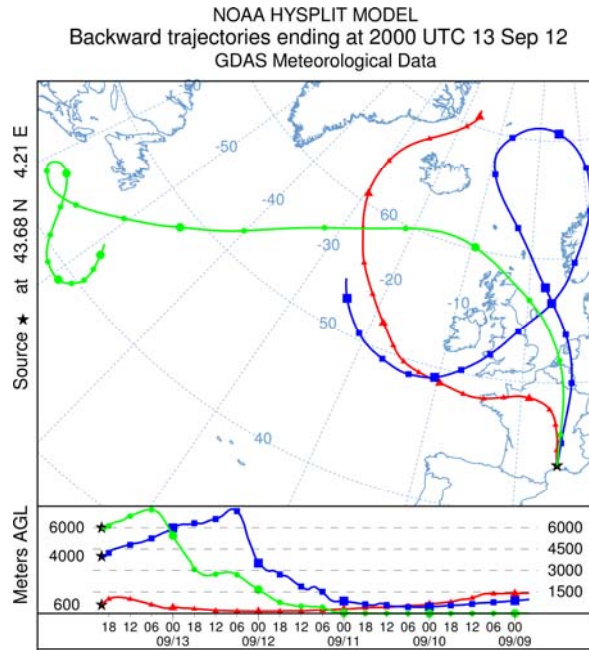 NOAA HYSPLIT MODEL
Backward trajectories ending at 2000 UTC 13 Sep 12
GDAS Meteorological Data
Source ★ at 43.68 N 4.21 E
-60
-50
-40
-30
60
-20
-10
50
40
Meters AGL
6000
4000
600
6000
4500
3000
1500
18 12 06 00 18 12 06 00 18 12 06 00 18 12 06 00 18 12 06 00
09/13 09/12 09/11 09/10 09/09